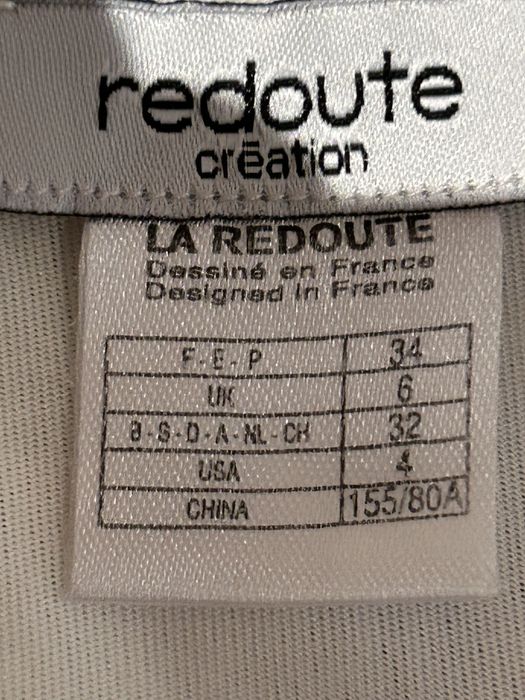 redoute
création
LA REDOUTE
Dessiné en France
Designed in France
F-E-P 34
UK 6
B-S-D-A-NL-CH 32
USA 4
CHINA 155/80A